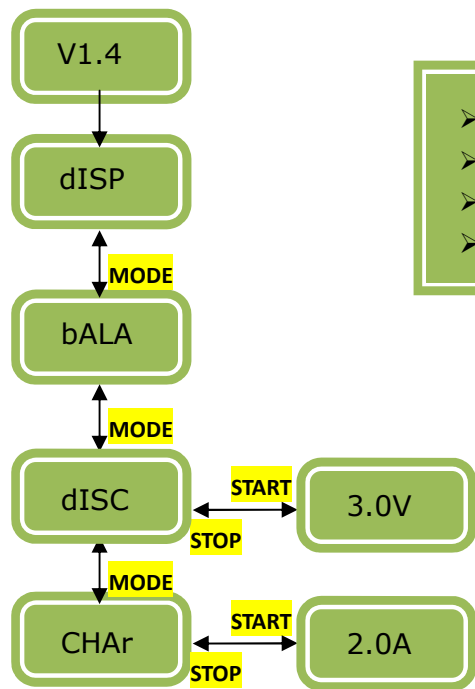 V1.4
dISP
MODE
bALA
MODE
dISC
START
STOP
3.0V
MODE
CHAr
START
STOP
2.0A